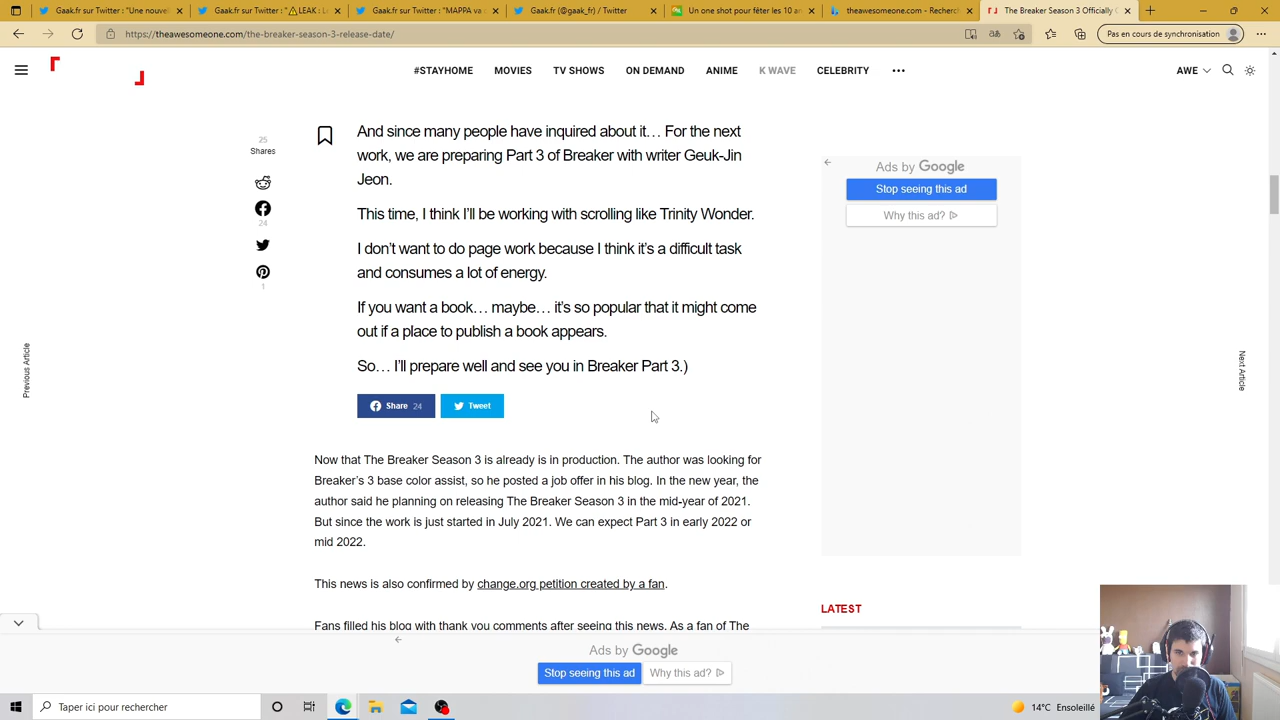 Gaak.fr sur Twitter : "Une nouvel
Gaak.fr sur Twitter : "⚠LEAK : L
Gaak.fr sur Twitter : "MAPPA va
Gaak.fr (@gaak_fr) / Twitter
Un one shot pour fêter les 10 an
theawesomeone.com - Recherch
The Breaker Season 3 Officially C
https://theawesomeone.com/the-breaker-season-3-release-date/
Pas en cours de synchronisation
#STAYHOME MOVIES TV SHOWS ON DEMAND ANIME K WAVE CELEBRITY
AWE
25
Shares
24
1
And since many people have inquired about it… For the next
work, we are preparing Part 3 of Breaker with writer Geuk-Jin
Jeon.
This time, I think I'll be working with scrolling like Trinity Wonder.
I don't want to do page work because I think it's a difficult task
and consumes a lot of energy.
If you want a book… maybe… it's so popular that it might come
out if a place to publish a book appears.
So… I'll prepare well and see you in Breaker Part 3.)
Share 24
Tweet
Now that The Breaker Season 3 is already is in production. The author was looking for
Breaker's 3 base color assist, so he posted a job offer in his blog. In the new year, the
author said he planning on releasing The Breaker Season 3 in the mid-year of 2021.
But since the work is just started in July 2021. We can expect Part 3 in early 2022 or
mid 2022.
This news is also confirmed by change.org petition created by a fan.
Fans filled his blog with thank you comments after seeing this news. As a fan of The
Ads by Google
Stop seeing this ad
Why this ad?
LATEST
Previous Article
Next Article
Ads by Google
Stop seeing this ad
Why this ad?
Taper ici pour rechercher
14°C Ensoleillé